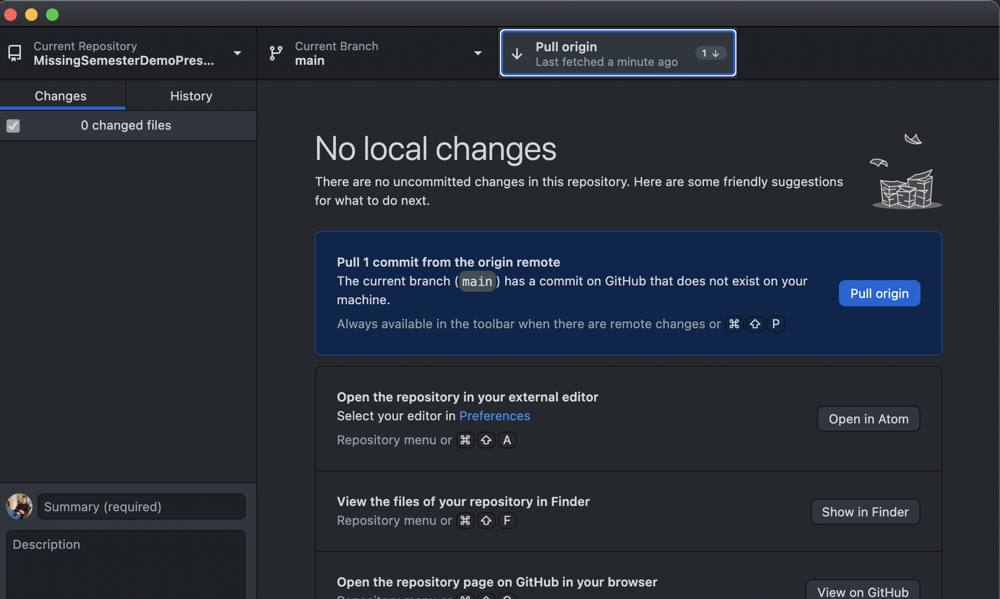 Current Repository
MissingSemesterDemoPres...
Current Branch
main
Pull origin
Last fetched a minute ago
1
Changes
History
0 changed files
No local changes
There are no uncommitted changes in this repository. Here are some friendly suggestions
for what to do next.
Pull 1 commit from the origin remote
The current branch (main) has a commit on GitHub that does not exist on your
machine.
Pull origin
Always available in the toolbar when there are remote changes or ⌘ ⇧ P
Open the repository in your external editor
Select your editor in Preferences
Open in Atom
Repository menu or ⌘ ⇧ A
View the files of your repository in Finder
Repository menu or ⌘ ⇧ F
Show in Finder
Summary (required)
Description
Open the repository page on GitHub in your browser
View on GitHub
Repository menu or ⌘ ⇧